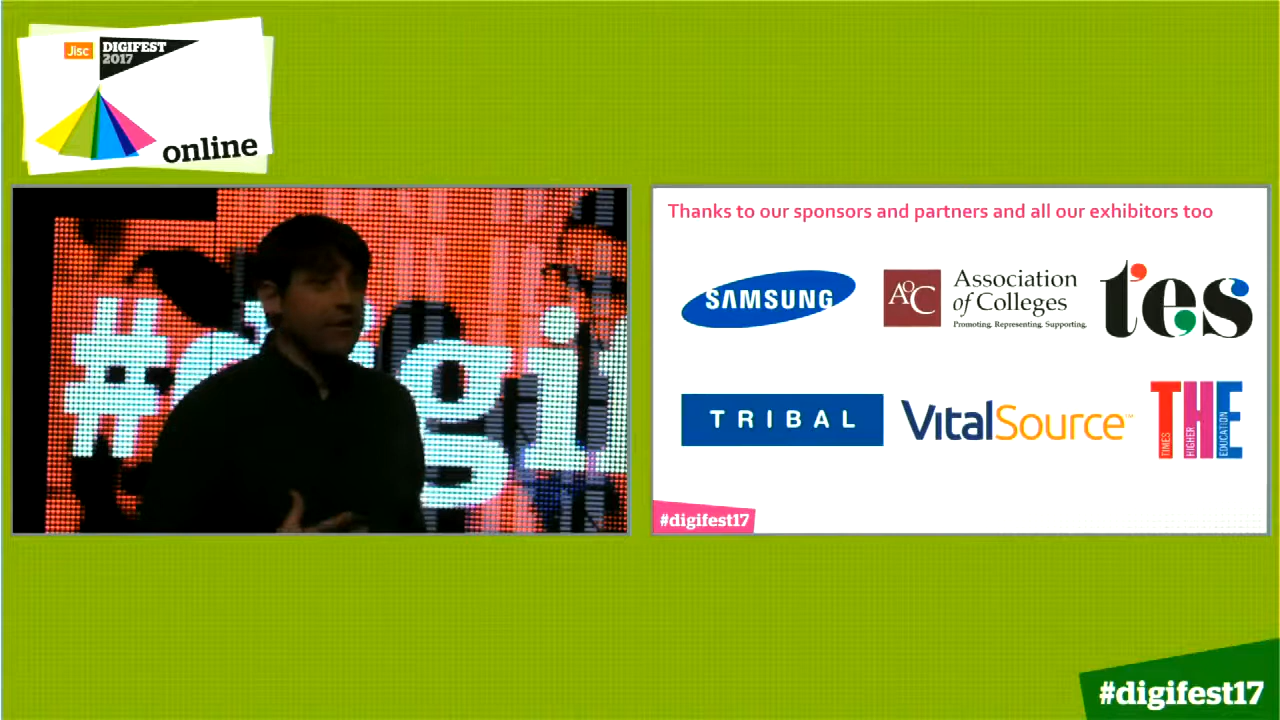 Jisc
DIGIFEST
2017
online
#digi
Thanks to our sponsors and partners and all our exhibitors too
SAMSUNG
AoC
Association
of Colleges
Promoting. Representing. Supporting.
tes
TRIBAL
VitalSource™
THE
TIMES
HIGHER
EDUCATION
#digifest17
#digifest17